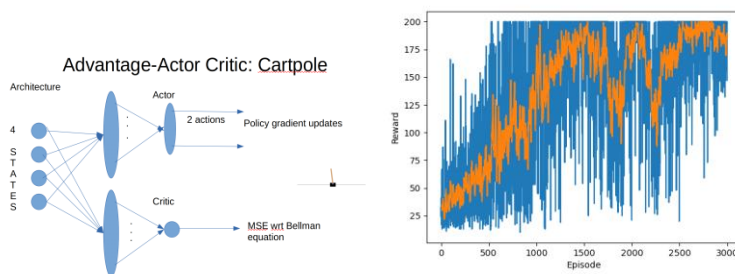 Advantage-Actor Critic: Cartpole
Architecture
Actor
4
S
T
A
T
E
S
2 actions
Policy gradient updates
Critic
MSE wrt Bellman
equation
Reward
200
175
150
125
100
75
50
25
0
500
1000
1500
2000
2500
3000
Episode